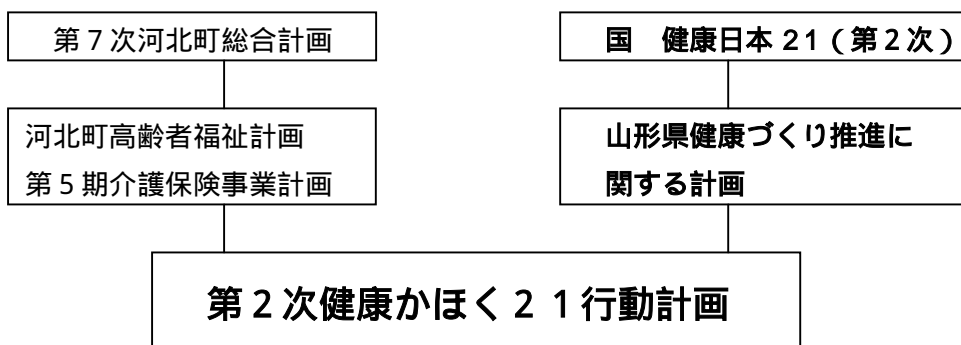 第７次河北町総合計画
国　健康日本２１（第２次）
河北町高齢者福祉計画
第５期介護保険事業計画
山形県健康づくり推進に
関する計画
第２次健康かほく２１行動計画